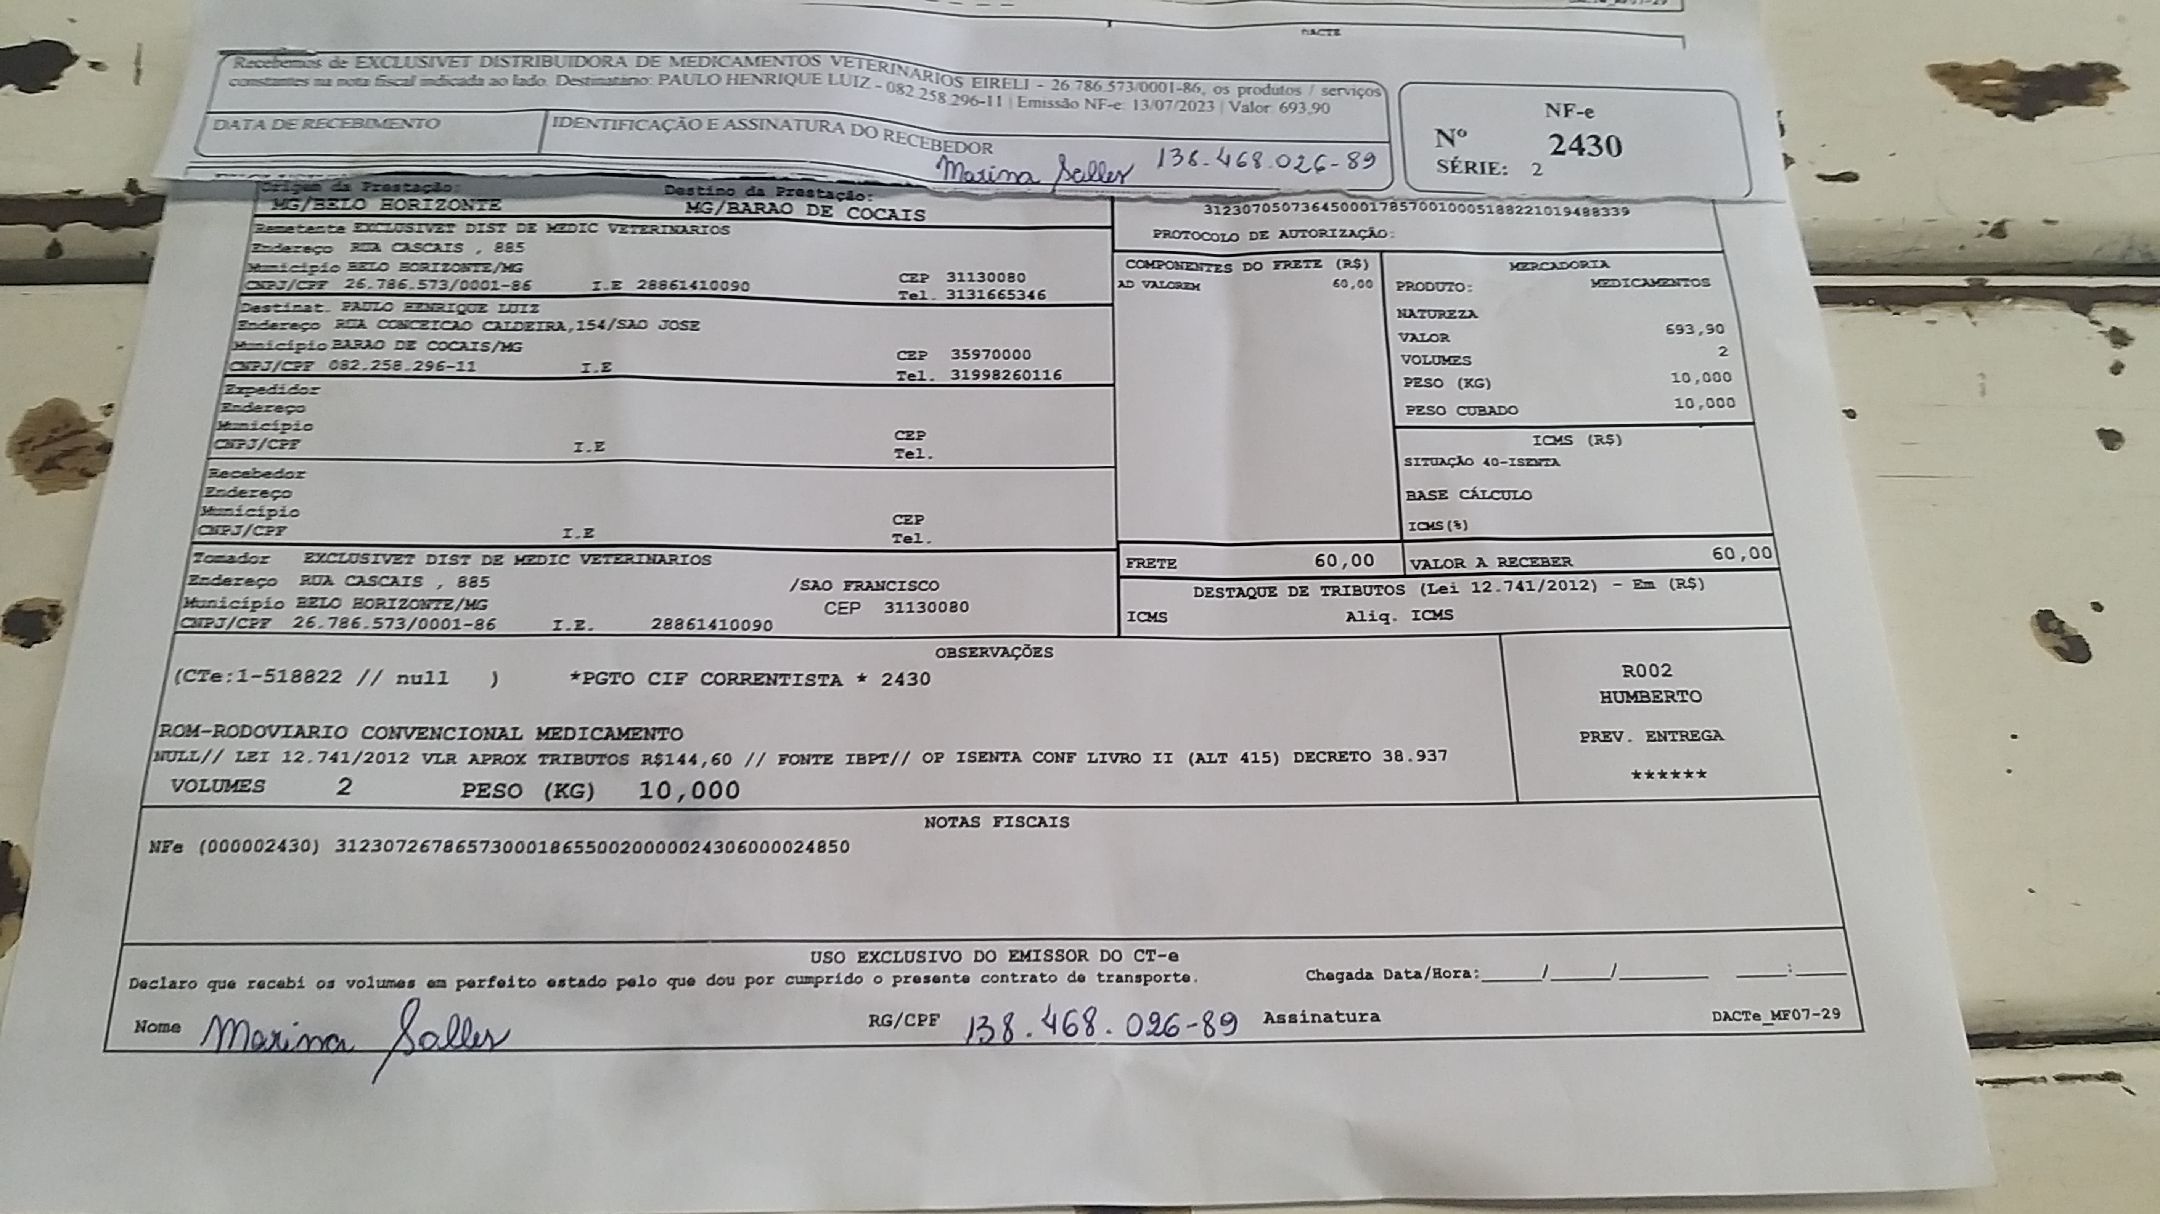 DACTE
Recebemos de EXCLUSIVET DISTRIBUIDORA DE MEDICAMENTOS VETERINARIOS EIRELI - 26.786.573/0001-86, os produtos / serviços
constantes na nota fiscal indicada ao lado. Destinatário: PAULO HENRIQUE LUIZ - 082.258.296-11 | Emissão NF-e: 13/07/2023 | Valor: 693,90
DATA DE RECEBIMENTO
IDENTIFICAÇÃO E ASSINATURA DO RECEBEDOR
Marina Salles 138.468.026-89
NF-e
Nº 2430
SÉRIE: 2
Origem da Prestação: Destino da Prestação:
MG/BELO HORIZONTE MG/BARAO DE COCAIS
31230705073645000178570010005188221019488339
PROTOCOLO DE AUTORIZAÇÃO:
Remetente EXCLUSIVET DIST DE MEDIC VETERINARIOS
Endereço RUA CASCAIS , 885
Município BELO HORIZONTE/MG CEP 31130080
CNPJ/CPF 26.786.573/0001-86 I.E 28861410090 Tel. 3131665346
Destinat. PAULO HENRIQUE LUIZ
Endereço RUA CONCEICAO CALDEIRA,154/SAO JOSE
Município BARAO DE COCAIS/MG CEP 35970000
CNPJ/CPF 082.258.296-11 I.E Tel. 31998260116
Expedidor
Endereço
Município CEP
CNPJ/CPF I.E Tel.
Recebedor
Endereço
Município CEP
CNPJ/CPF I.E Tel.
Tomador EXCLUSIVET DIST DE MEDIC VETERINARIOS
Endereço RUA CASCAIS , 885 /SAO FRANCISCO
Município BELO HORIZONTE/MG CEP 31130080
CNPJ/CPF 26.786.573/0001-86 I.E. 28861410090
COMPONENTES DO FRETE (R$)
AD VALOREM 60,00
MERCADORIA
PRODUTO: MEDICAMENTOS
NATUREZA
VALOR 693,90
VOLUMES 2
PESO (KG) 10,000
PESO CUBADO 10,000
ICMS (R$)
SITUAÇÃO 40-ISENTA
BASE CÁLCULO
ICMS(%)
FRETE 60,00 VALOR A RECEBER 60,00
DESTAQUE DE TRIBUTOS (Lei 12.741/2012) - Em (R$)
ICMS Aliq. ICMS
OBSERVAÇÕES
(CTe:1-518822 // null ) *PGTO CIF CORRENTISTA * 2430
ROM-RODOVIARIO CONVENCIONAL MEDICAMENTO
NULL// LEI 12.741/2012 VLR APROX TRIBUTOS R$144,60 // FONTE IBPT// OP ISENTA CONF LIVRO II (ALT 415) DECRETO 38.937
VOLUMES 2 PESO (KG) 10,000
R002
HUMBERTO
PREV. ENTREGA
******
NOTAS FISCAIS
NFe (000002430) 31230726786573000186550020000024306000024850
USO EXCLUSIVO DO EMISSOR DO CT-e
Declaro que recebi os volumes em perfeito estado pelo que dou por cumprido o presente contrato de transporte. Chegada Data/Hora:______/______/_________ ____:_____
Nome Marina Salles RG/CPF 138.468.026-89 Assinatura DACTe_MF07-29